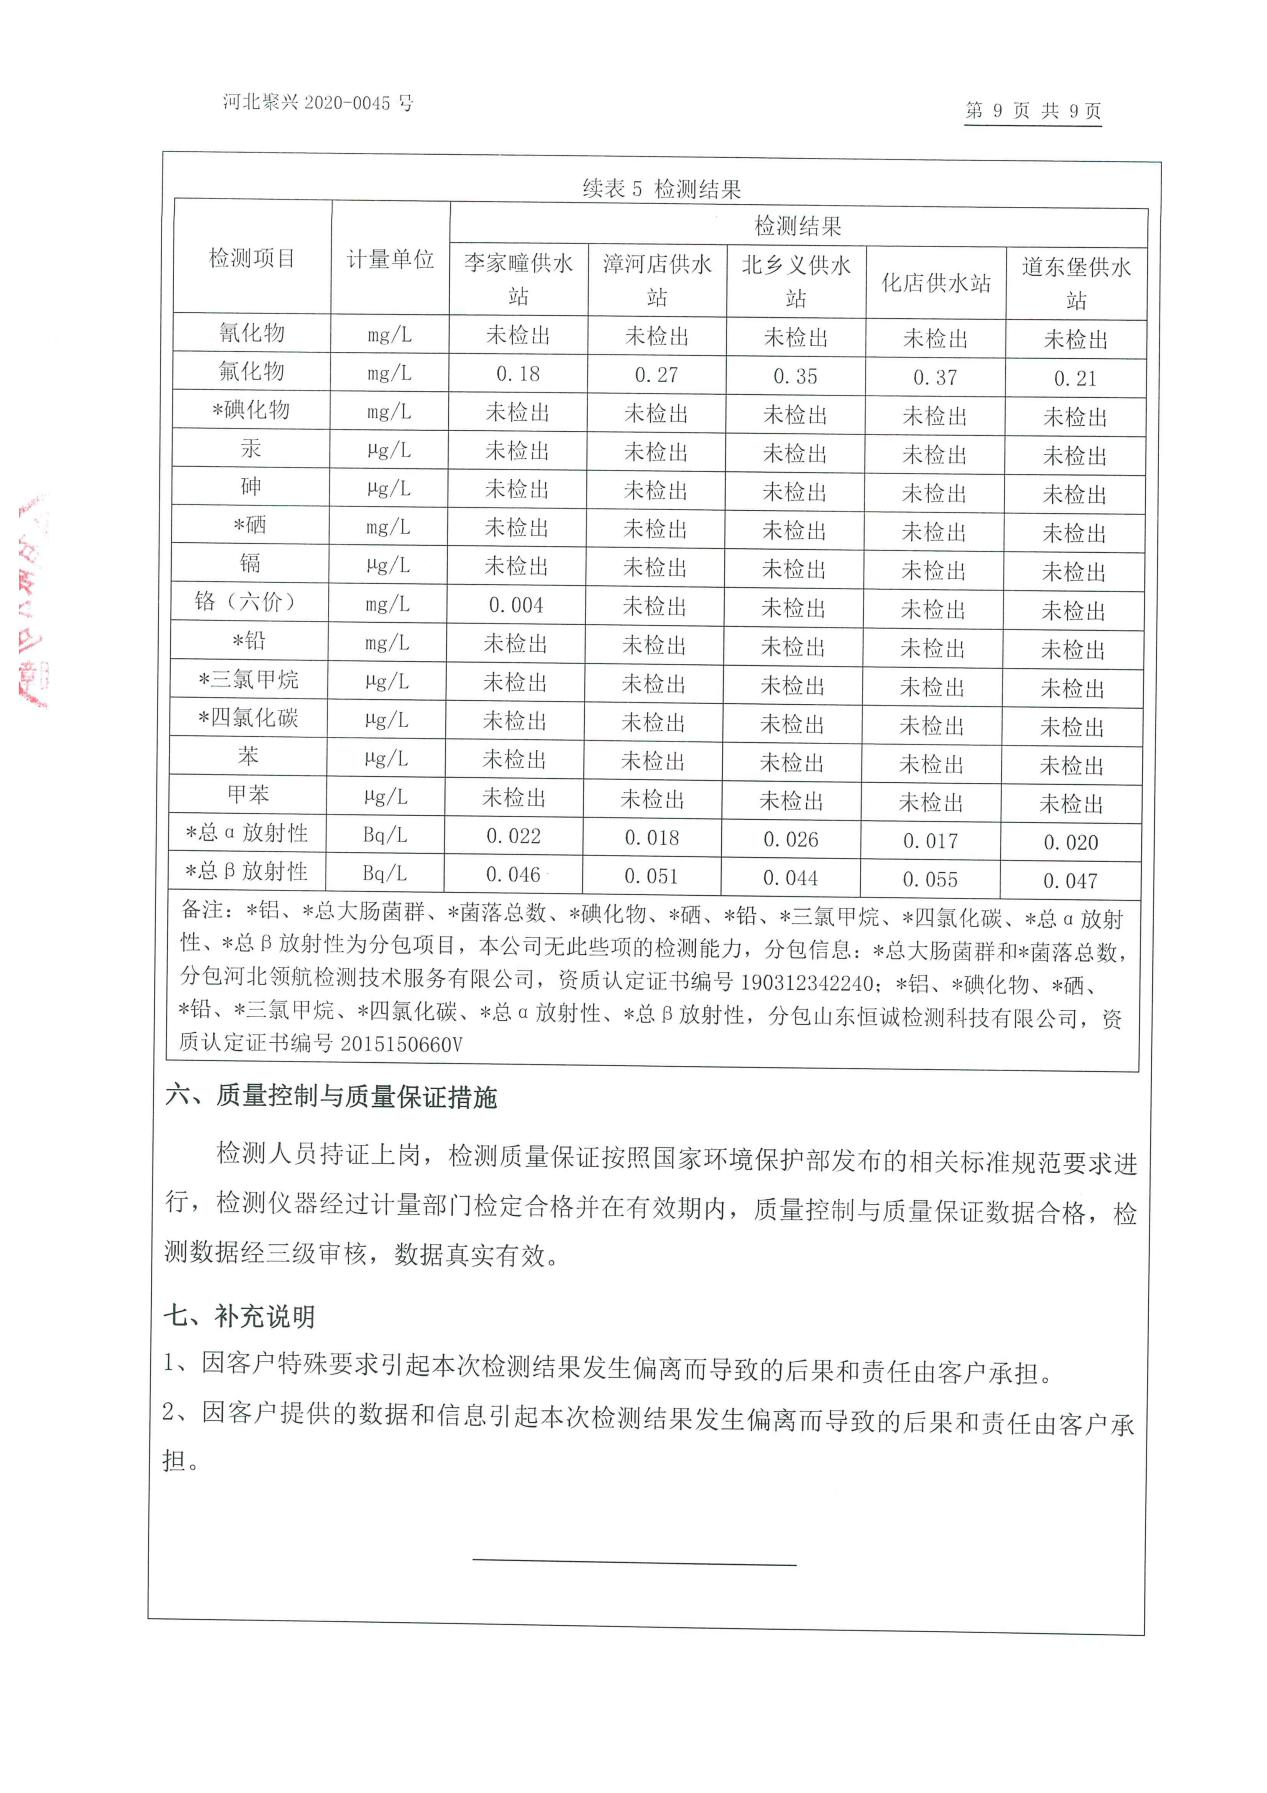 河北聚兴 2020-0045 号
第 9 页 共 9 页
续表 5 检测结果
检测项目 计量单位 检测结果
李家疃供水站 漳河店供水站 北乡义供水站 化店供水站 道东堡供水站
氰化物 mg/L 未检出 未检出 未检出 未检出 未检出
氟化物 mg/L 0.18 0.27 0.35 0.37 0.21
*碘化物 mg/L 未检出 未检出 未检出 未检出 未检出
汞 μg/L 未检出 未检出 未检出 未检出 未检出
砷 μg/L 未检出 未检出 未检出 未检出 未检出
*硒 mg/L 未检出 未检出 未检出 未检出 未检出
镉 μg/L 未检出 未检出 未检出 未检出 未检出
铬（六价） mg/L 0.004 未检出 未检出 未检出 未检出
*铅 mg/L 未检出 未检出 未检出 未检出 未检出
*三氯甲烷 μg/L 未检出 未检出 未检出 未检出 未检出
*四氯化碳 μg/L 未检出 未检出 未检出 未检出 未检出
苯 μg/L 未检出 未检出 未检出 未检出 未检出
甲苯 μg/L 未检出 未检出 未检出 未检出 未检出
*总α放射性 Bq/L 0.022 0.018 0.026 0.017 0.020
*总β放射性 Bq/L 0.046 0.051 0.044 0.055 0.047
备注：*铝、*总大肠菌群、*菌落总数、*碘化物、*硒、*铅、*三氯甲烷、*四氯化碳、*总α放射
性、*总β放射性为分包项目，本公司无此些项的检测能力，分包信息：*总大肠菌群和*菌落总数，
分包河北领航检测技术服务有限公司，资质认定证书编号 190312342240；*铝、*碘化物、*硒、
*铅、*三氯甲烷、*四氯化碳、*总α放射性、*总β放射性，分包山东恒诚检测科技有限公司，资
质认定证书编号 2015150660V
六、质量控制与质量保证措施
检测人员持证上岗，检测质量保证按照国家环境保护部发布的相关标准规范要求进
行，检测仪器经过计量部门检定合格并在有效期内，质量控制与质量保证数据合格，检
测数据经三级审核，数据真实有效。
七、补充说明
1、因客户特殊要求引起本次检测结果发生偏离而导致的后果和责任由客户承担。
2、因客户提供的数据和信息引起本次检测结果发生偏离而导致的后果和责任由客户承
担。